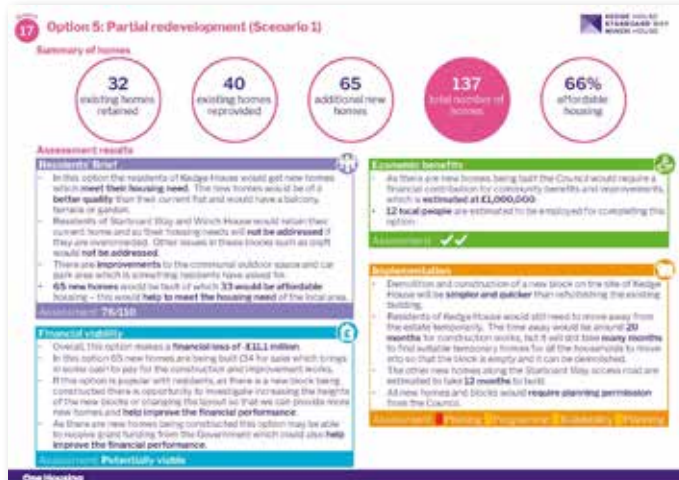 17
Option 5: Partial redevelopment (Scenario 1)
KEDGE HOUSE
STARBOARD WAY
WINCH HOUSE
Summary of homes
32
existing homes
retained
40
existing homes
reprovided
65
additional new
homes
137
total number of
homes
66%
affordable
housing
Assessment results
Residents' Brief
In this option the residents of Kedge House would get new homes
which meet their housing need. The new homes would be of a
better quality than their current flat and would have a balcony,
terrace or garden.
Residents of Starboard Way and Winch House would retain their
current home and so their housing needs will not be addressed if
they are overcrowded. Other issues in these blocks such as
would
not be addressed.
There are improvements to the communal outdoor space and car
park area which is something residents have asked for.
65 new homes would be built of which 33 would be affordable
housing – this would help to meet the housing need of the local area.
Assessment: 76/110
Financial viability
Overall, this option makes a financial loss of -£11.1 million.
In this option 65 new homes are being built (34 for sale which brings
in some cash to pay for the construction and improvement works.
If this option is popular with residents, as there is a new block being
constructed there is opportunity to investigate increasing the heights
of the new blocks or changing the layout so that we can provide more
new homes and help improve the financial performance.
As there are new homes being constructed this option may be able
to receive grant funding from the Government which could also help
improve the financial performance.
Assessment: Potentially viable
Economic benefits
As there are new homes being built the Council would require a
financial contribution for community benefits and improvements,
which is estimated at £1,000,000.
12 local people are estimated to be employed for completing this
option.
Assessment: ✓✓
Implementation
Demolition and construction of a new block on the site of Kedge
House will be simpler and quicker than refurbishing the existing
building.
Residents of Kedge House would still need to move away from
the estate temporarily. The time away would be around 20
months for construction works, but it will still take many months
to find suitable temporary homes for all the households to move
into so that the block is empty and it can be demolished.
The other new homes along the Starboard Way access road are
estimated to take 12 months to build.
All new homes and blocks would require planning permission
from the Council.
Assessment: Phasing Programme Buildability Planning
One Housing